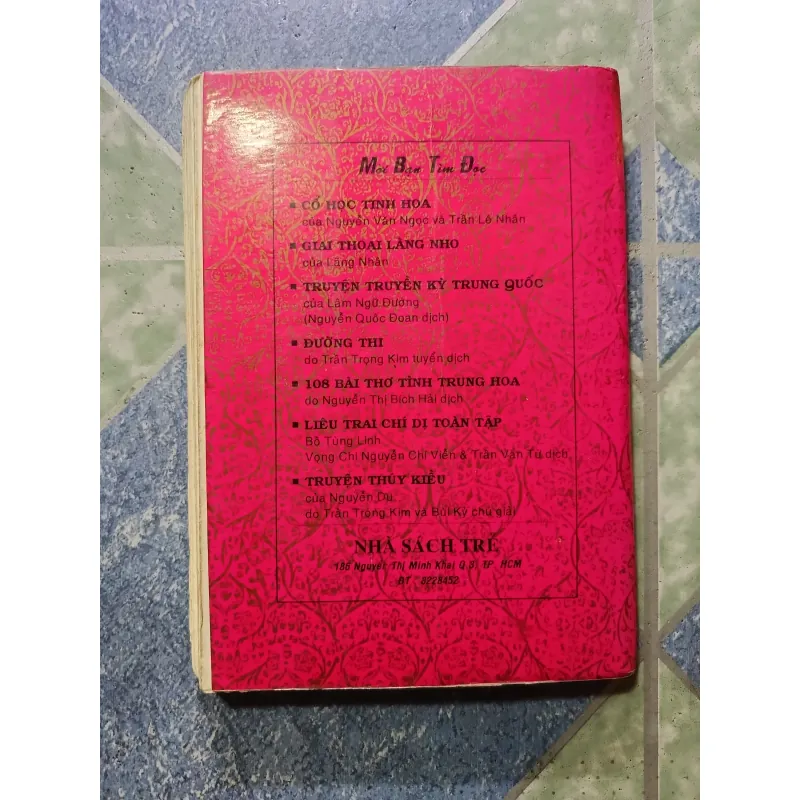 Mời Bạn Tìm Đọc
▪ CỔ HỌC TINH HOA
của Nguyễn Văn Ngọc và Trần Lê Nhân
▪ GIAI THOẠI LÀNG NHO
của Lãng Nhân
▪ TRUYỆN TRUYỀN KỲ TRUNG QUỐC
của Lâm Ngữ Đường
(Nguyễn Quốc Đoan dịch)
▪ ĐƯỜNG THI
do Trần Trọng Kim tuyển dịch
▪ 108 BÀI THƠ TÌNH TRUNG HOA
do Nguyễn Thị Bích Hải dịch
▪ LIÊU TRAI CHÍ DỊ TOÀN TẬP
Bồ Tùng Linh
Vọng Chi Nguyễn Chí Viễn & Trần Văn Từ dịch
▪ TRUYỆN THÚY KIỀU
của Nguyễn Du
do Trần Trọng Kim và Bùi Kỷ chú giải
NHÀ SÁCH TRẺ
186 Nguyễn Thị Minh Khai Q.3, TP. HCM
ĐT 8228452